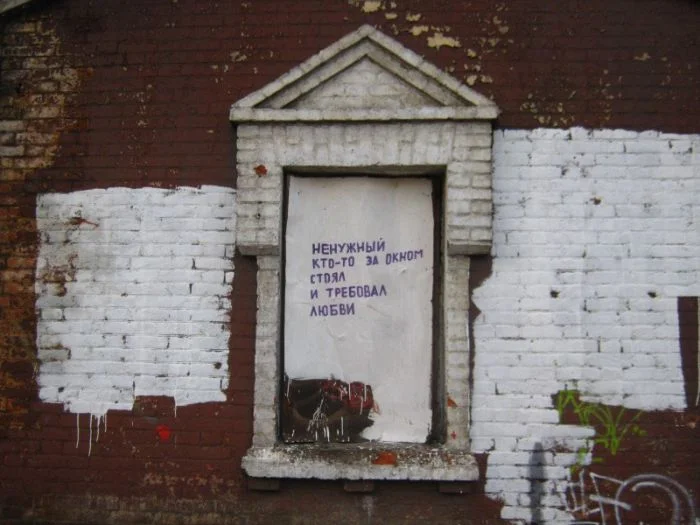 НЕНУЖНЫЙ
КТО-ТО ЗА ОКНОМ
СТОЯЛ
И ТРЕБОВАЛ
ЛЮБВИ